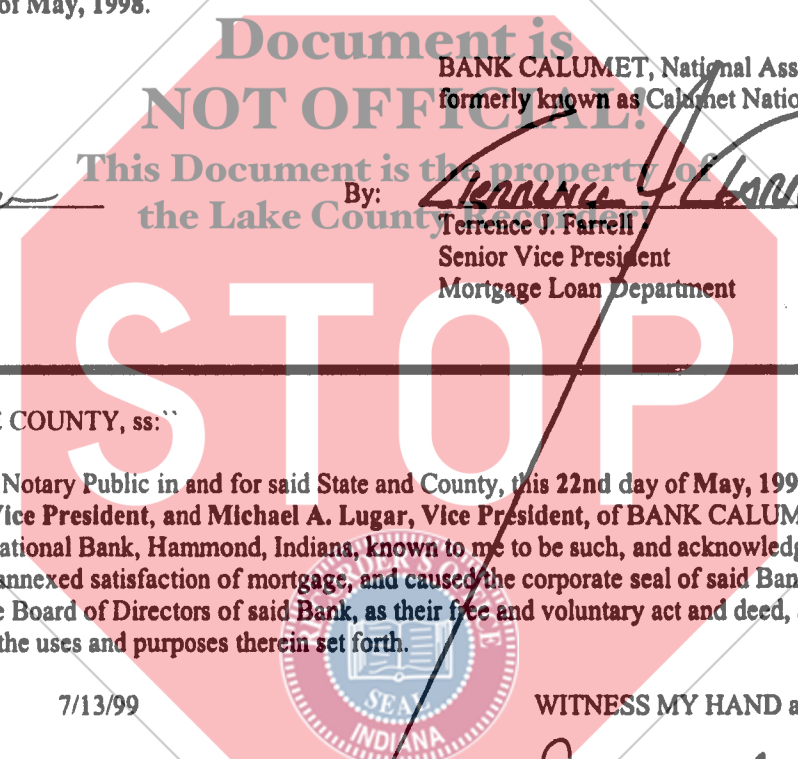 of May, 1998.
Document is
NOT OFFICIAL!
This Document is the property of
the Lake County Recorder!
BANK CALUMET, National Ass
formerly known as Calumet Natio
By:
Terrence J. Farrell
Senior Vice President
Mortgage Loan Department
STOP
COUNTY, ss:``
Notary Public in and for said State and County, this 22nd day of May, 199
Vice President, and Michael A. Lugar, Vice President, of BANK CALUM
ational Bank, Hammond, Indiana, known to me to be such, and acknowledg
annexed satisfaction of mortgage, and caused the corporate seal of said Ban
e Board of Directors of said Bank, as their free and voluntary act and deed,
the uses and purposes therein set forth.
RECORDER'S OFFICE
SEAL
INDIANA
7/13/99
WITNESS MY HAND a